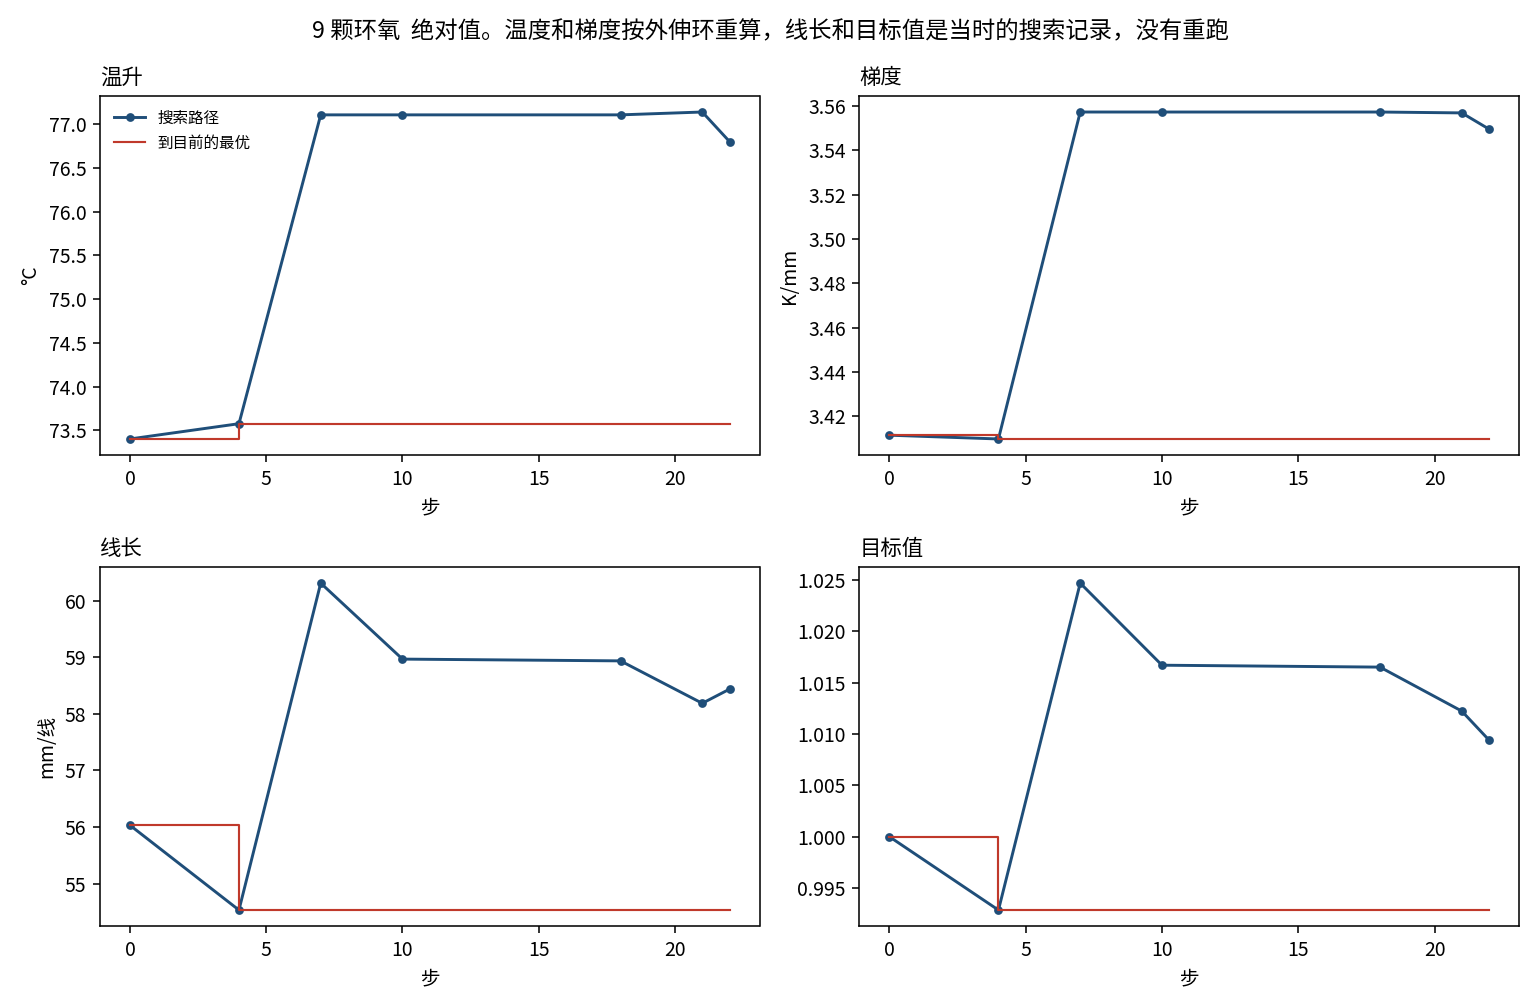 9 颗环氧  绝对值。温度和梯度按外伸环重算，线长和目标值是当时的搜索记录，没有重跑
温升
搜索路径
到目前的最优
℃
77.0
76.5
76.0
75.5
75.0
74.5
74.0
73.5
0 5 10 15 20
步
梯度
K/mm
3.56
3.54
3.52
3.50
3.48
3.46
3.44
3.42
0 5 10 15 20
步
线长
mm/线
60
59
58
57
56
55
0 5 10 15 20
步
目标值
1.025
1.020
1.015
1.010
1.005
1.000
0.995
0 5 10 15 20
步